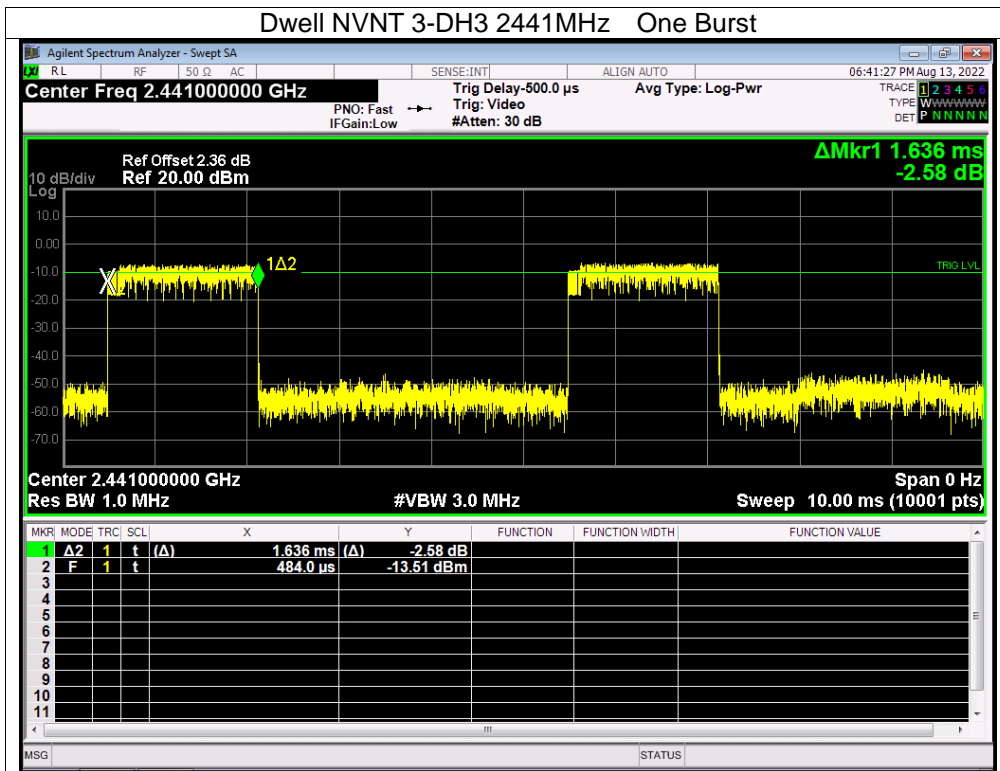 Dwell NVNT 3-DH3 2441MHz One Burst
Agilent Spectrum Analyzer - Swept SA
LXI RL RF 50 Ω AC SENSE:INT ALIGN AUTO 06:41:27 PM Aug 13, 2022
Center Freq 2.441000000 GHz
PNO: Fast
IFGain:Low
Trig Delay-500.0 µs
Trig: Video
#Atten: 30 dB
Avg Type: Log-Pwr
TRACE 1 2 3 4 5 6
TYPE WWWWWW
DET P N N N N N
ΔMkr1 1.636 ms
-2.58 dB
Ref Offset 2.36 dB
10 dB/div Ref 20.00 dBm
Log
10.0
0.00
-10.0
-20.0
-30.0
-40.0
-50.0
-60.0
-70.0
X2
1Δ2
TRIG LVL
Center 2.441000000 GHz Span 0 Hz
Res BW 1.0 MHz #VBW 3.0 MHz Sweep 10.00 ms (10001 pts)
MKR MODE TRC SCL X Y FUNCTION FUNCTION WIDTH FUNCTION VALUE
1 Δ2 1 t (Δ) 1.636 ms (Δ) -2.58 dB
2 F 1 t 484.0 µs -13.51 dBm
3
4
5
6
7
8
9
10
11
MSG STATUS